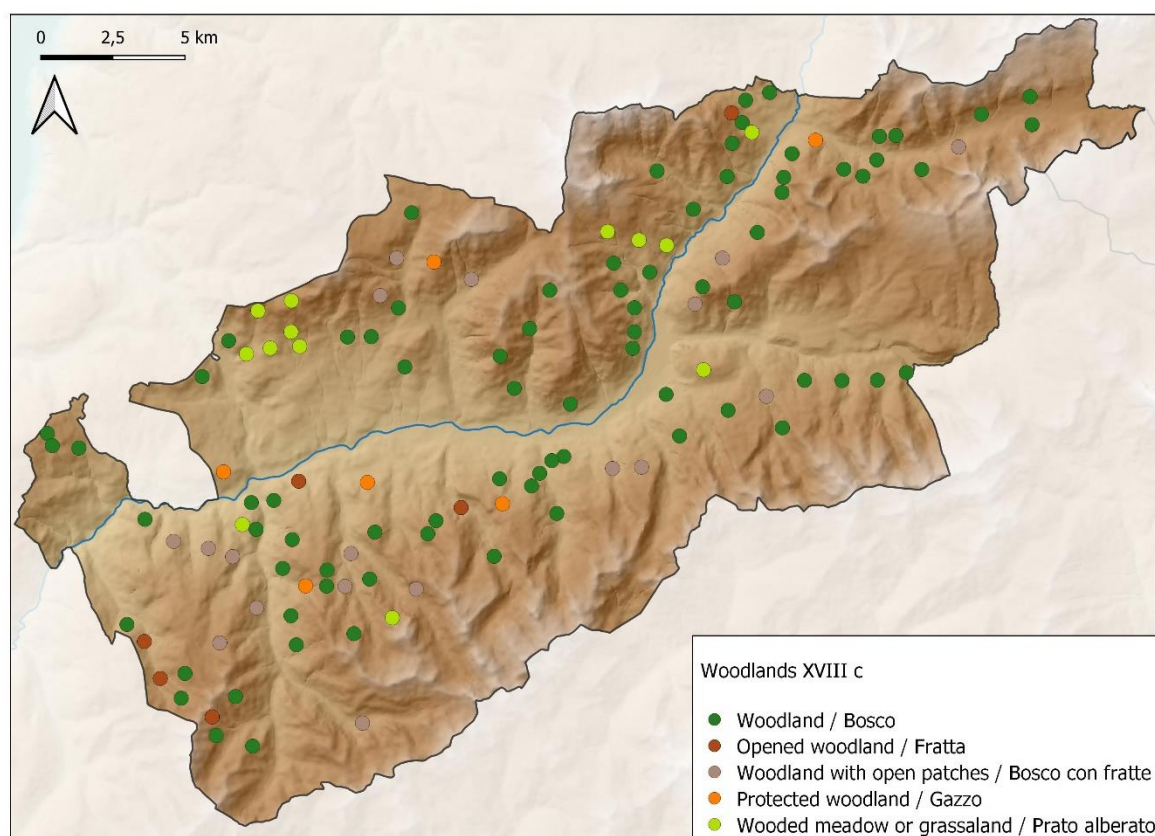 0 2,5 5 km
Woodlands XVIII c
Woodland / Bosco
Opened woodland / Fratta
Woodland with open patches / Bosco con fratte
Protected woodland / Gazzo
Wooded meadow or grassaland / Prato alberato